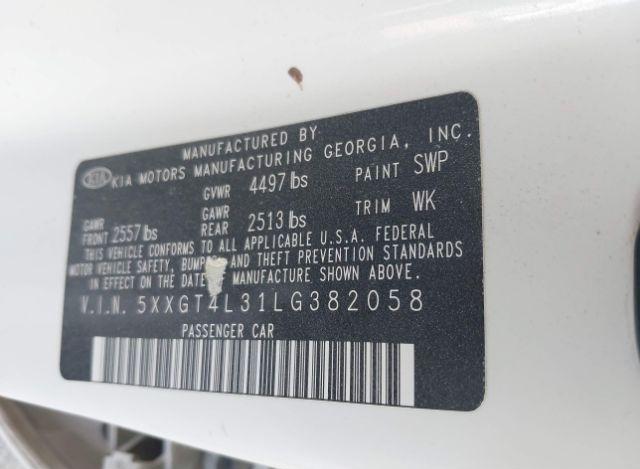 MANUFACTURED BY
KIA KIA MOTORS MANUFACTURING GEORGIA, INC.
GVWR 4497 lbs PAINT SWP
GAWR FRONT 2557 lbs GAWR REAR 2513 lbs TRIM WK
THIS VEHICLE CONFORMS TO ALL APPLICABLE U.S.A. FEDERAL
MOTOR VEHICLE SAFETY, BUMPER AND THEFT PREVENTION STANDARDS
IN EFFECT ON THE DATE MANUFACTURE SHOWN ABOVE.
V.I.N. 5XXGT4L31LG382058
PASSENGER CAR